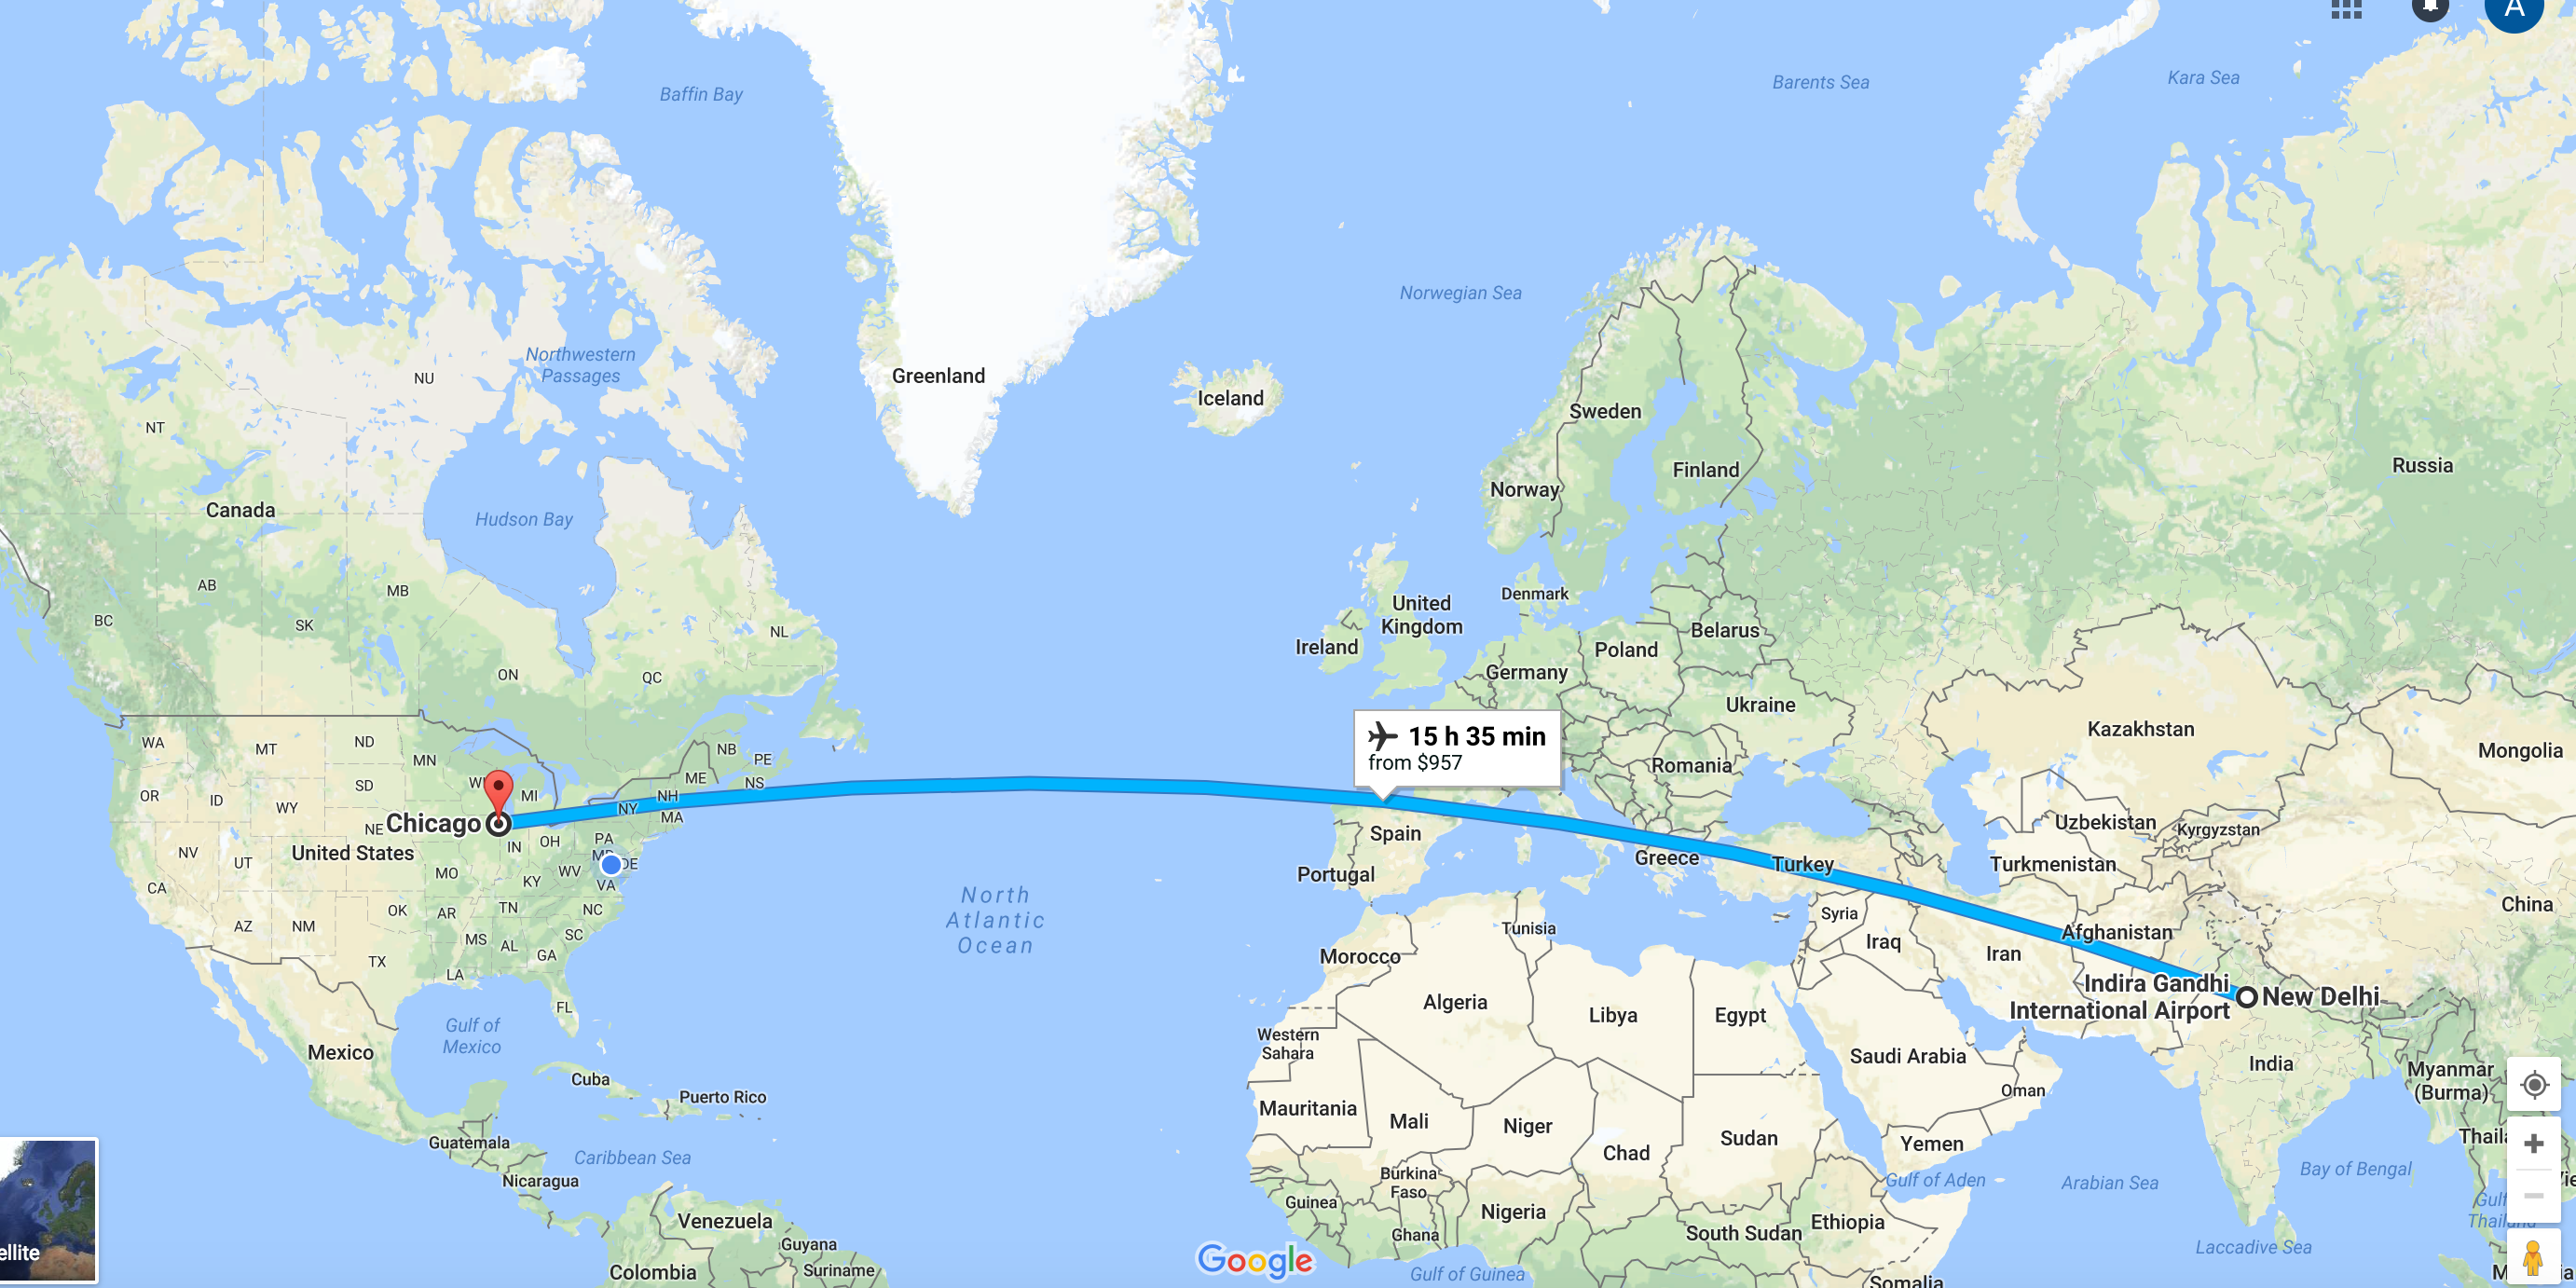 A
Baffin Bay
Barents Sea
Kara Sea
Norwegian Sea
Northwestern
Passages
NU
Greenland
Iceland
NT
Sweden
Finland
Russia
Norway
Canada
Hudson Bay
AB
MB
BC
SK
NL
ON
QC
United
Kingdom
Ireland
Denmark
Belarus
Poland
Germany
Ukraine
Kazakhstan
Mongolia
WA
MT
ND
MN
NB
PE
ME
NS
15 h 35 min
from $957
Romania
OR
ID
WY
SD
WI
MI
NH
NY
MA
Chicago
NE
United States
IN
OH
PA
MD
DE
NV
UT
CA
MO
KY
WV
VA
Spain
Portugal
Greece
Turkey
Uzbekistan
Kyrgyzstan
Turkmenistan
China
AZ
NM
OK
AR
TN
NC
MS
AL
SC
GA
TX
LA
FL
North
Atlantic
Ocean
Morocco
Tunisia
Syria
Iraq
Iran
Afghanistan
Indira Gandhi
International Airport
New Delhi
Algeria
Libya
Egypt
Gulf of
Mexico
Mexico
Western
Sahara
Saudi Arabia
India
Myanmar
(Burma)
Oman
Cuba
Puerto Rico
Mauritania
Mali
Niger
Chad
Sudan
Yemen
Guatemala
Caribbean Sea
Nicaragua
Burkina
Faso
Gulf of Aden
Arabian Sea
Bay of Bengal
Thaila
Gulf
Thailand
Guinea
Nigeria
Ghana
South Sudan
Ethiopia
Venezuela
Guyana
Suriname
Colombia
Laccadive Sea
Gulf of Guinea
Somalia
ellite
Google